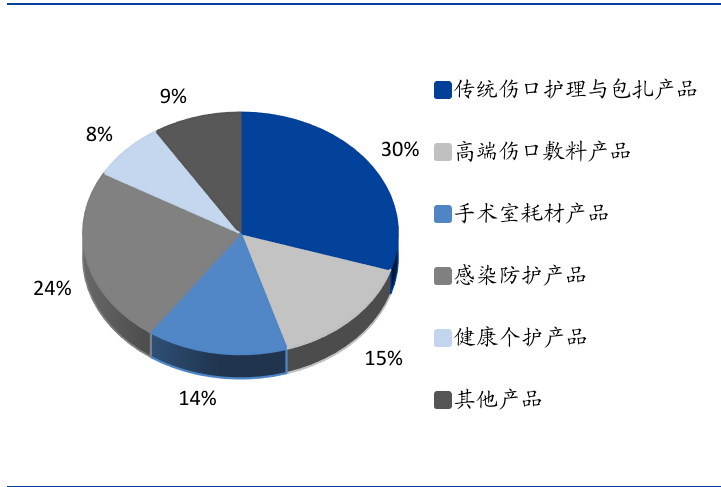 9%
8%
30%
24%
15%
14%
传统伤口护理与包扎产品
高端伤口敷料产品
手术室耗材产品
感染防护产品
健康个护产品
其他产品